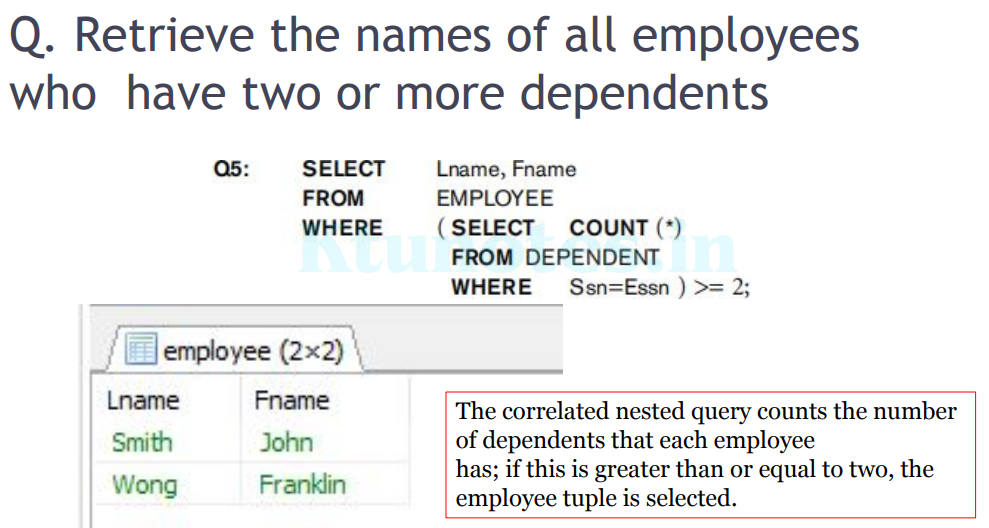 Q. Retrieve the names of all employees
who have two or more dependents
Q5: SELECT Lname, Fname
FROM EMPLOYEE
WHERE ( SELECT COUNT (*)
FROM DEPENDENT
WHERE Ssn=Essn ) >= 2;
Ktunotes.in
employee (2×2)
Lname Fname
Smith John
Wong Franklin
The correlated nested query counts the number
of dependents that each employee
has; if this is greater than or equal to two, the
employee tuple is selected.